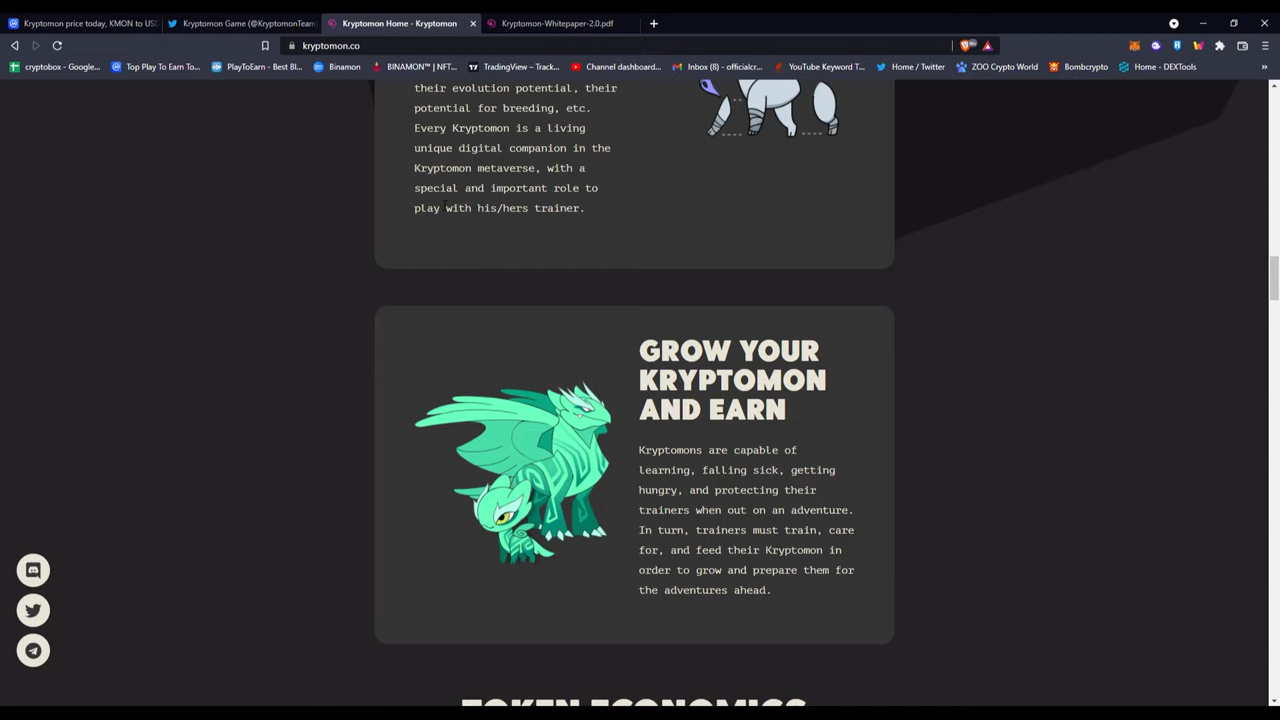 Kryptomon price today, KMON to USD
Kryptomon Game (@KryptomonTeam
Kryptomon Home - Kryptomon
Kryptomon-Whitepaper-2.0.pdf
kryptomon.co
cryptobox - Google...
Top Play To Earn To...
PlayToEarn - Best Bl...
Binamon
BINAMON™ | NFT...
TradingView – Track...
Channel dashboard...
Inbox (8) - officialcr...
YouTube Keyword T...
Home / Twitter
ZOO Crypto World
Bombcrypto
Home - DEXTools
their evolution potential, their
potential for breeding, etc.
Every Kryptomon is a living
unique digital companion in the
Kryptomon metaverse, with a
special and important role to
play with his/hers trainer.
GROW YOUR
KRYPTOMON
AND EARN
Kryptomons are capable of
learning, falling sick, getting
hungry, and protecting their
trainers when out on an adventure.
In turn, trainers must train, care
for, and feed their Kryptomon in
order to grow and prepare them for
the adventures ahead.
TOKEN ECONOMICS